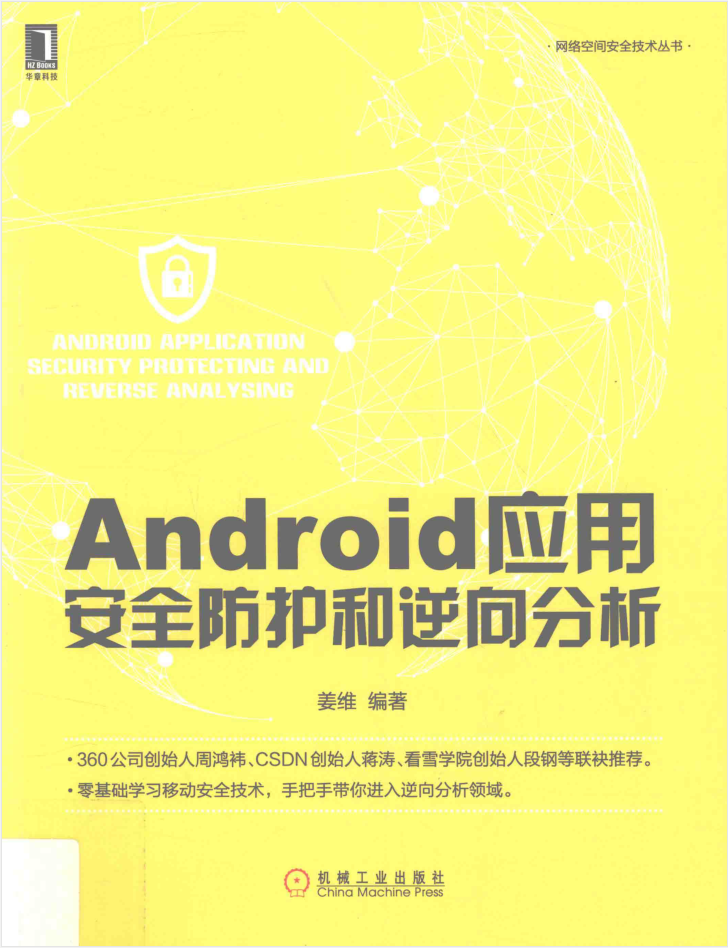 HZ BOOKS
华章科技
·网络空间安全技术丛书·
ANDROID APPLICATION
SECURITY PROTECTING AND
REVERSE ANALYSING
Android应用
安全防护和逆向分析
姜维 编著
·360公司创始人周鸿祎、CSDN创始人蒋涛、看雪学院创始人段钢等联袂推荐。
·零基础学习移动安全技术，手把手带你进入逆向分析领域。
机械工业出版社
China Machine Press